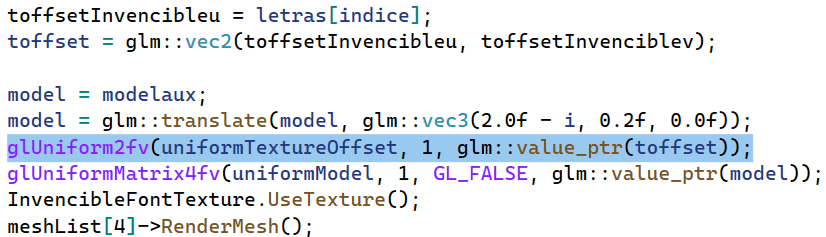 toffsetInvencibleu = letras[indice];
toffset = glm::vec2(toffsetInvencibleu, toffsetInvenciblev);
model = modelaux;
model = glm::translate(model, glm::vec3(2.0f - i, 0.2f, 0.0f));
glUniform2fv(uniformTextureOffset, 1, glm::value_ptr(toffset));
glUniformMatrix4fv(uniformModel, 1, GL_FALSE, glm::value_ptr(model));
InvencibleFontTexture.UseTexture();
meshList[4]->RenderMesh();